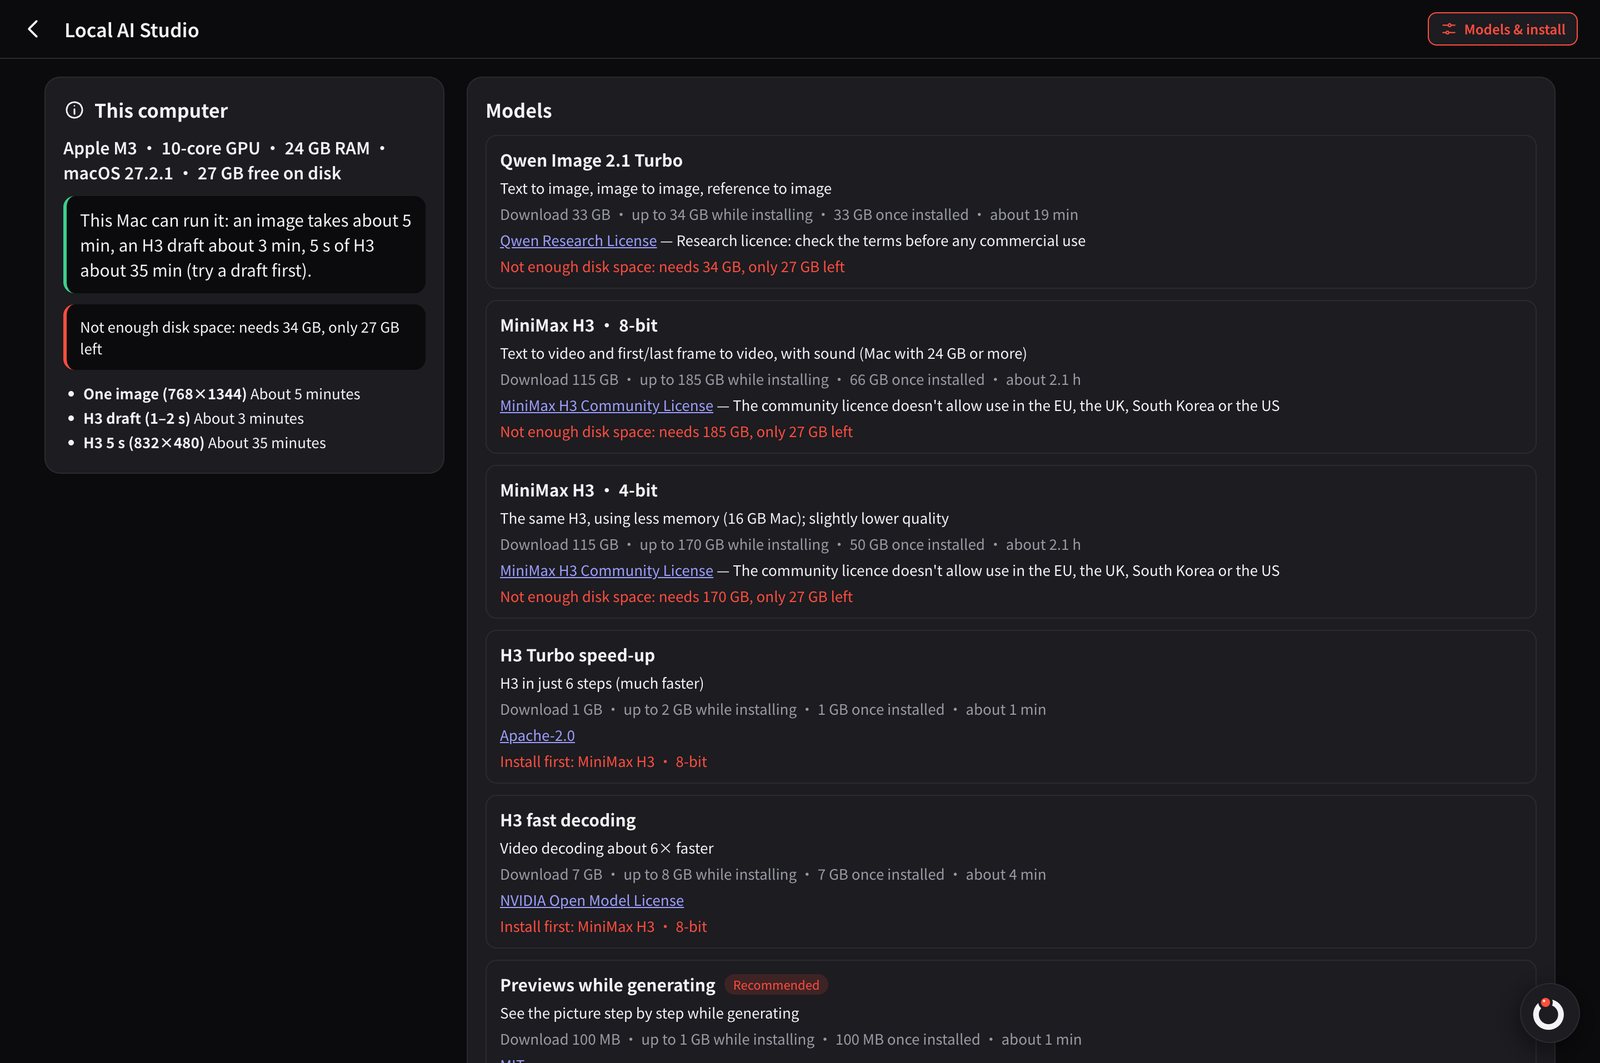 Local AI Studio
Models & install
This computer
Apple M3 • 10-core GPU • 24 GB RAM •
macOS 27.2.1 • 27 GB free on disk
This Mac can run it: an image takes about 5
min, an H3 draft about 3 min, 5 s of H3
about 35 min (try a draft first).
Not enough disk space: needs 34 GB, only 27 GB
left
• One image (768×1344) About 5 minutes
• H3 draft (1–2 s) About 3 minutes
• H3 5 s (832×480) About 35 minutes
Models
Qwen Image 2.1 Turbo
Text to image, image to image, reference to image
Download 33 GB • up to 34 GB while installing • 33 GB once installed • about 19 min
Qwen Research License — Research licence: check the terms before any commercial use
Not enough disk space: needs 34 GB, only 27 GB left
MiniMax H3 • 8-bit
Text to video and first/last frame to video, with sound (Mac with 24 GB or more)
Download 115 GB • up to 185 GB while installing • 66 GB once installed • about 2.1 h
MiniMax H3 Community License — The community licence doesn't allow use in the EU, the UK, South Korea or the US
Not enough disk space: needs 185 GB, only 27 GB left
MiniMax H3 • 4-bit
The same H3, using less memory (16 GB Mac); slightly lower quality
Download 115 GB • up to 170 GB while installing • 50 GB once installed • about 2.1 h
MiniMax H3 Community License — The community licence doesn't allow use in the EU, the UK, South Korea or the US
Not enough disk space: needs 170 GB, only 27 GB left
H3 Turbo speed-up
H3 in just 6 steps (much faster)
Download 1 GB • up to 2 GB while installing • 1 GB once installed • about 1 min
Apache-2.0
Install first: MiniMax H3 • 8-bit
H3 fast decoding
Video decoding about 6× faster
Download 7 GB • up to 8 GB while installing • 7 GB once installed • about 4 min
NVIDIA Open Model License
Install first: MiniMax H3 • 8-bit
Previews while generating Recommended
See the picture step by step while generating
Download 100 MB • up to 1 GB while installing • 100 MB once installed • about 1 min
MIT